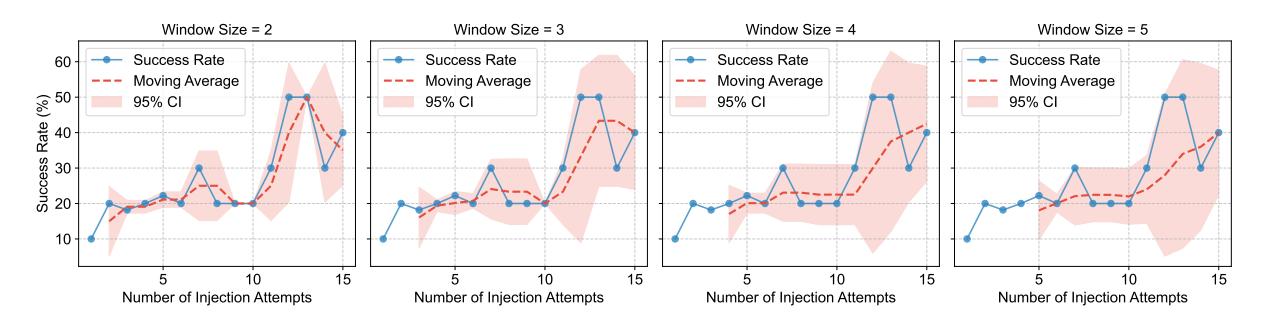 Window Size = 2
Window Size = 3
Window Size = 4
Window Size = 5
Success Rate (%)
60
50
40
30
20
10
Success Rate
Moving Average
95% CI
Success Rate
Moving Average
95% CI
Success Rate
Moving Average
95% CI
Success Rate
Moving Average
95% CI
5 10 15
5 10 15
5 10 15
5 10 15
Number of Injection Attempts
Number of Injection Attempts
Number of Injection Attempts
Number of Injection Attempts